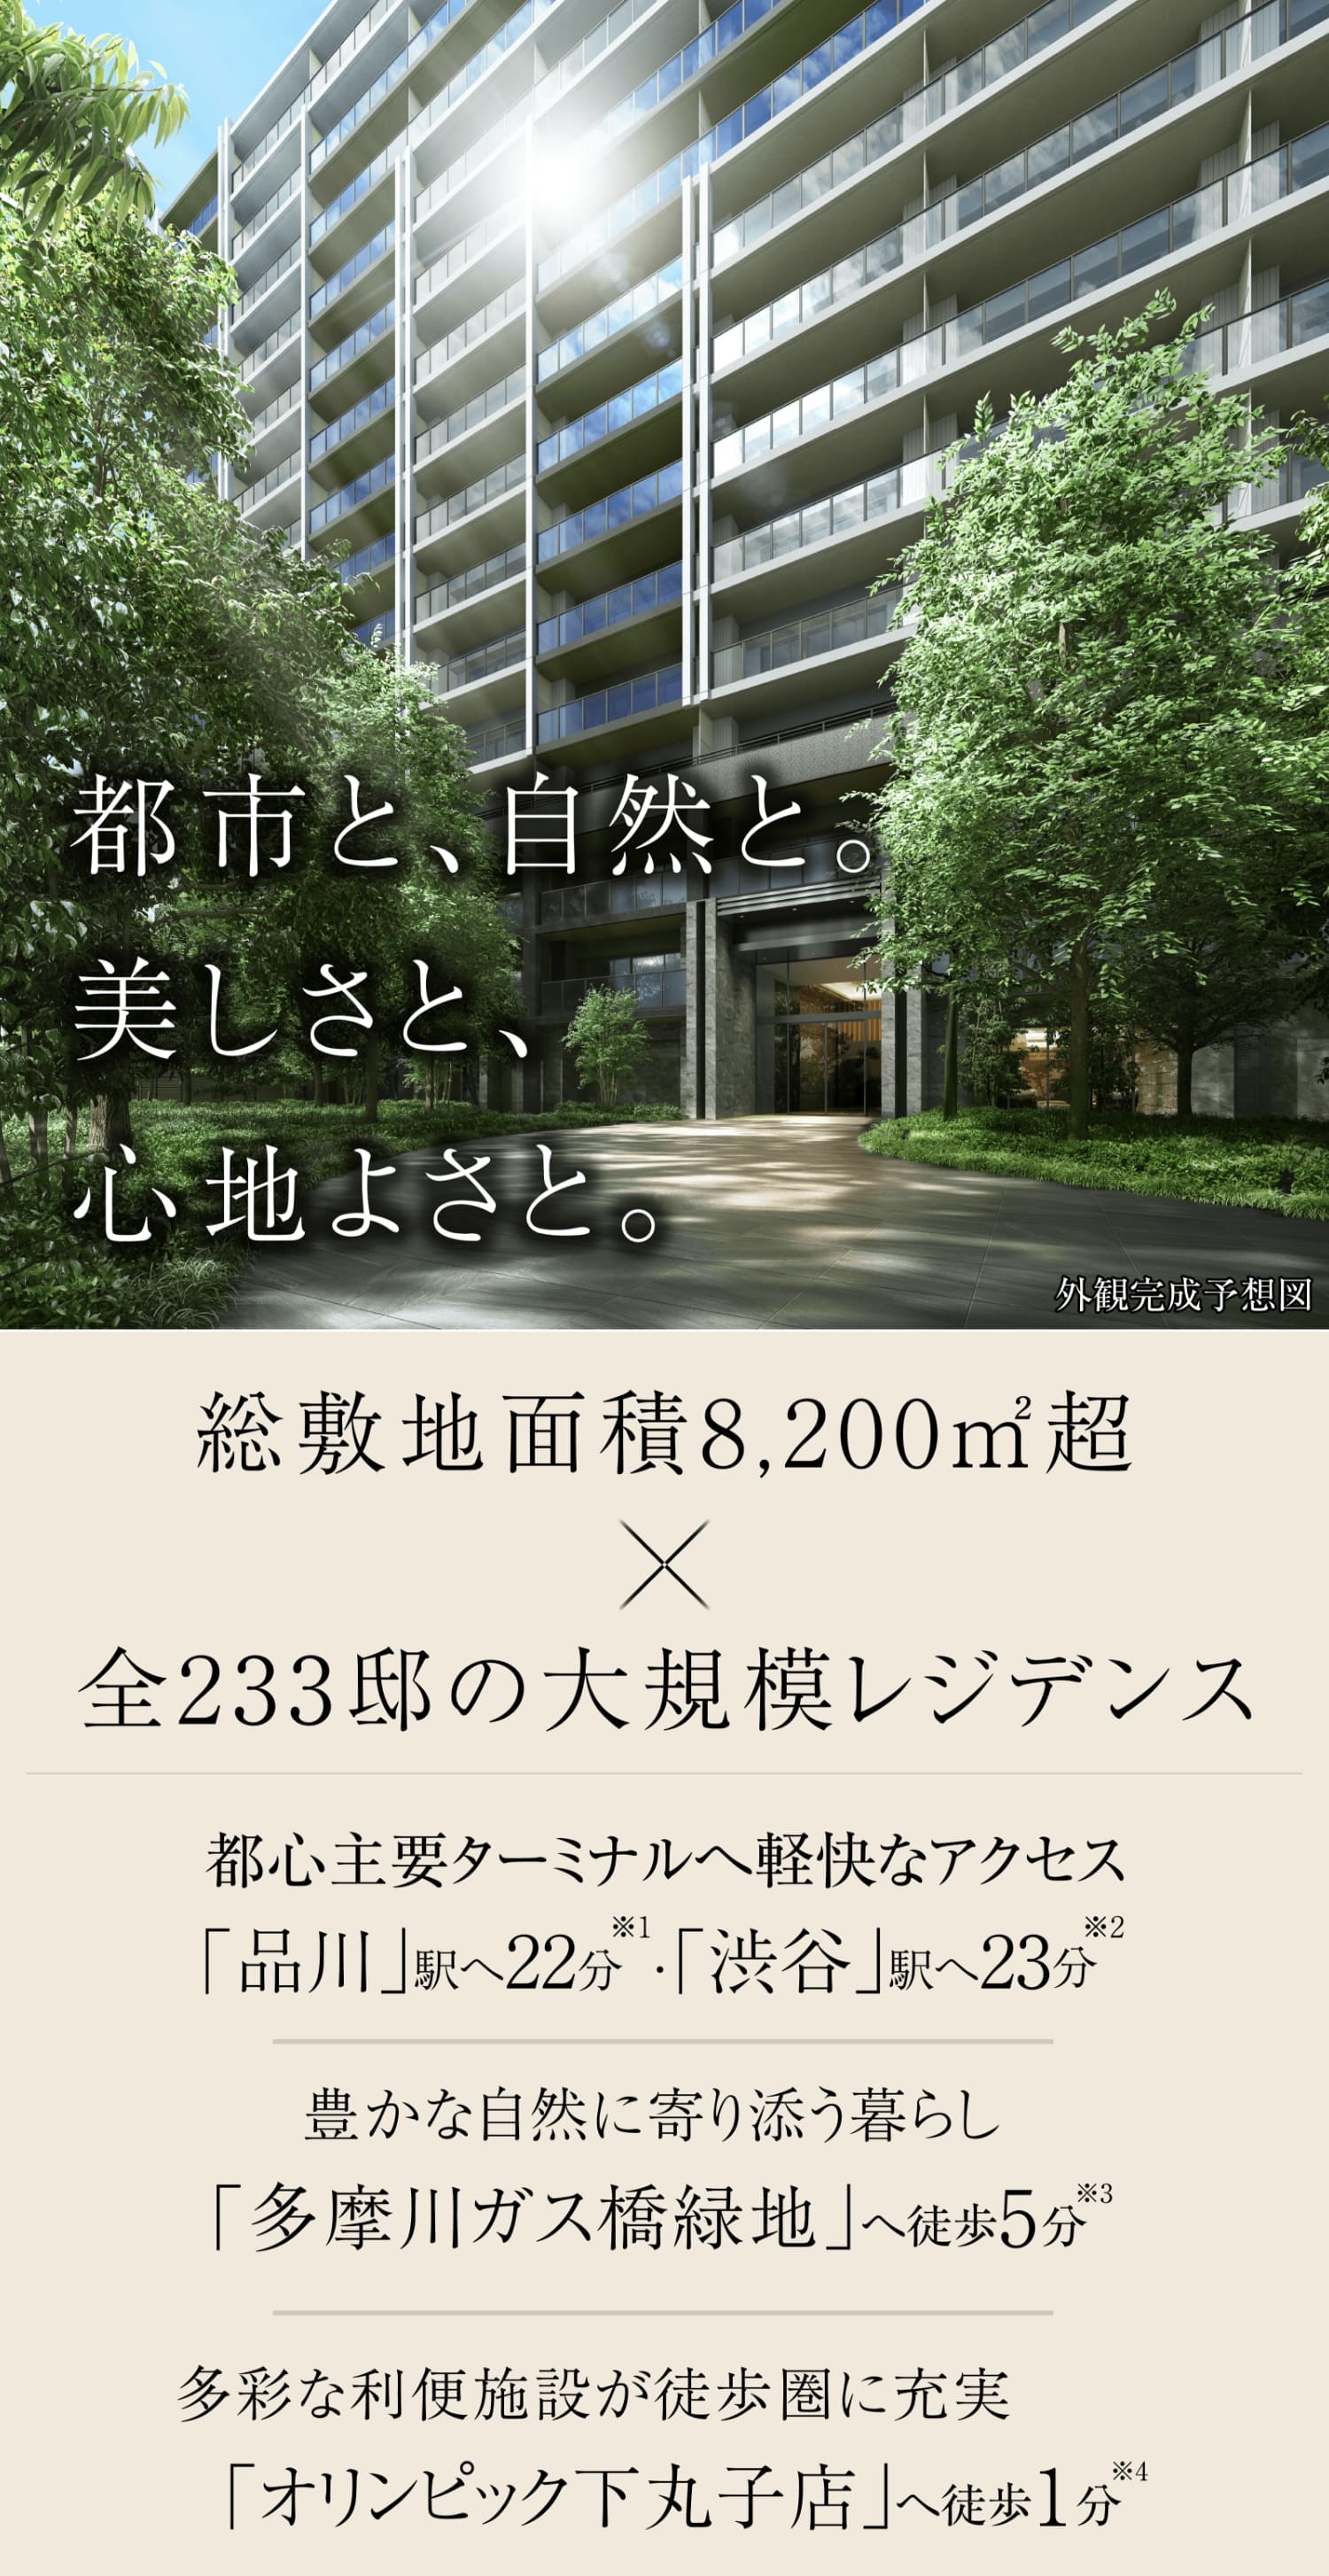 都市と、自然と。
美しさと、
心地よさと。
外観完成予想図
総敷地面積8,200㎡超
×
全233邸の大規模レジデンス
都心主要ターミナルへ軽快なアクセス
「品川」駅へ22分※1・「渋谷」駅へ23分※2
豊かな自然に寄り添う暮らし
「多摩川ガス橋緑地」へ徒歩5分※3
多彩な利便施設が徒歩圏に充実
「オリンピック下丸子店」へ徒歩1分※4